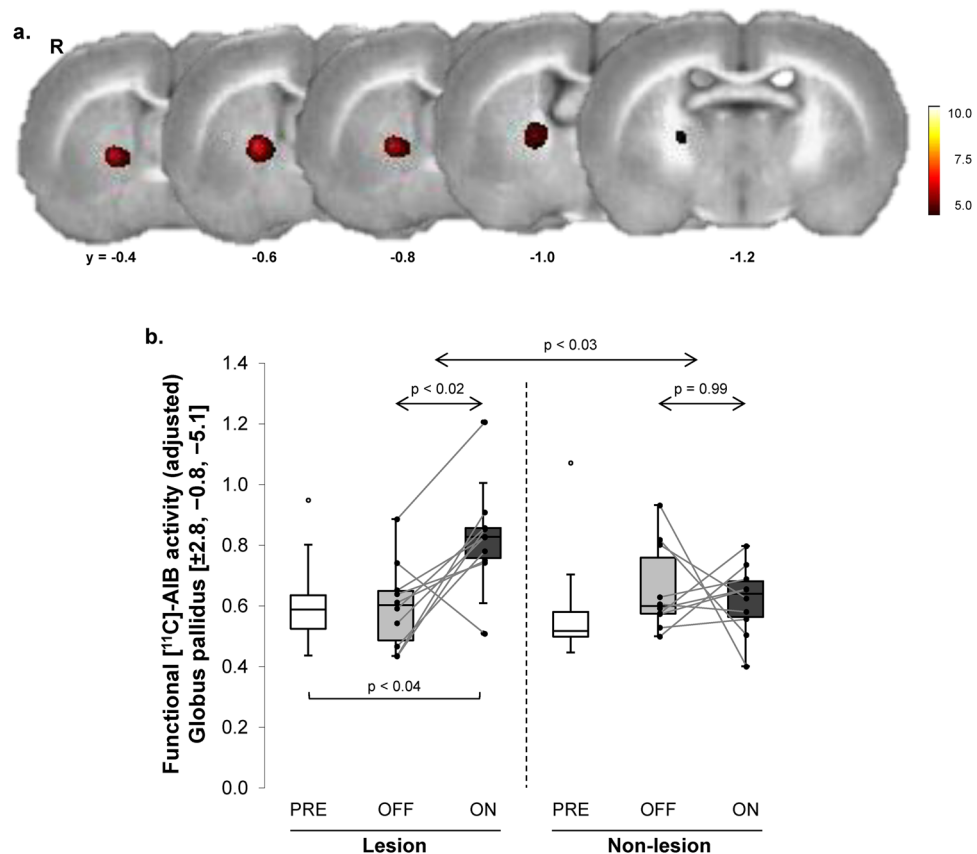 a.
R
10.0
7.5
5.0
y = -0.4
-0.6
-0.8
-1.0
-1.2
b.
Functional [¹¹C]-AIB activity (adjusted)
Globus pallidus [±2.8, −0.8, −5.1]
1.4
1.2
1.0
0.8
0.6
0.4
0.2
0.0
p < 0.03
p < 0.02
p = 0.99
p < 0.04
PRE OFF ON PRE OFF ON
Lesion Non-lesion